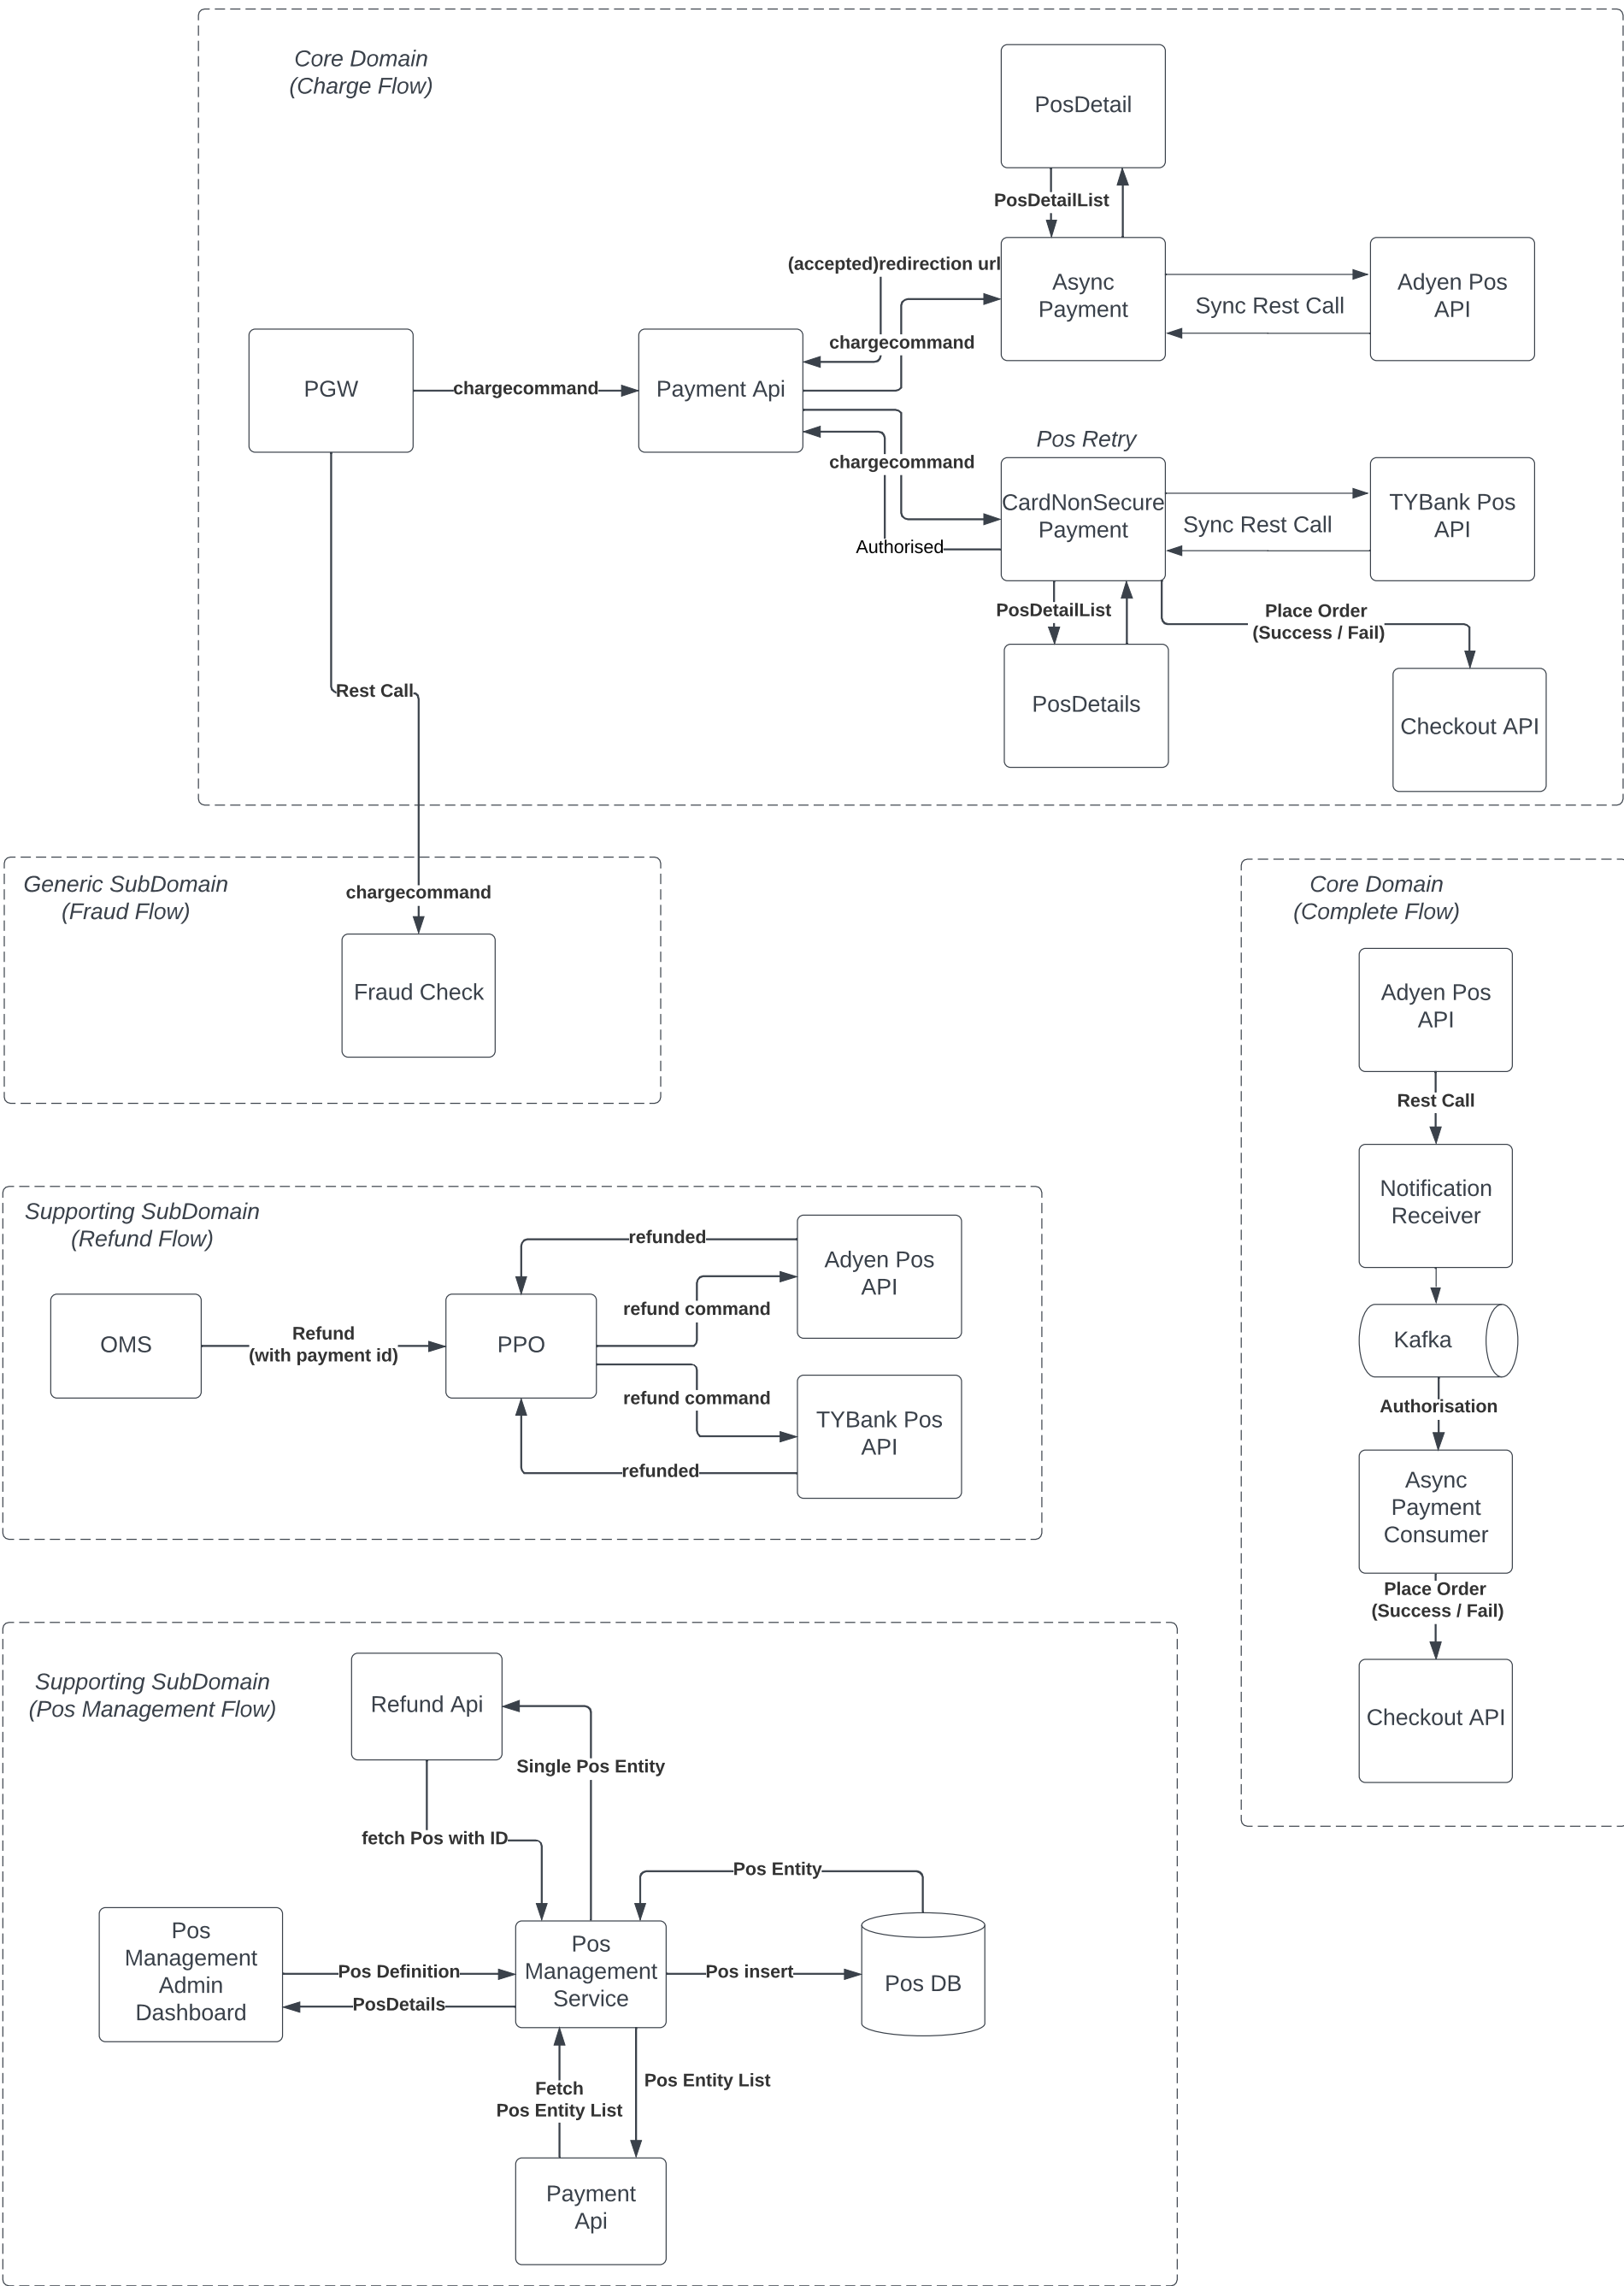 Core Domain
(Charge Flow)
PosDetail
PosDetailList
(accepted)redirection url
Async
Payment
Sync Rest Call
Adyen Pos
API
chargecommand
PGW
chargecommand
Payment Api
Pos Retry
chargecommand
CardNonSecure
Payment
Sync Rest Call
TYBank Pos
API
Authorised
PosDetailList
Place Order
(Success / Fail)
PosDetails
Checkout API
Rest Call
Generic SubDomain
(Fraud Flow)
chargecommand
Fraud Check
Core Domain
(Complete Flow)
Adyen Pos
API
Rest Call
Notification
Receiver
Kafka
Authorisation
Async
Payment
Consumer
Place Order
(Success / Fail)
Checkout API
Supporting SubDomain
(Refund Flow)
refunded
Adyen Pos
API
refund command
OMS
Refund
(with payment id)
PPO
refund command
TYBank Pos
API
refunded
Supporting SubDomain
(Pos Management Flow)
Refund Api
Single Pos Entity
fetch Pos with ID
Pos Entity
Pos
Management
Admin
Dashboard
Pos Definition
PosDetails
Pos
Management
Service
Pos insert
Pos DB
Fetch
Pos Entity List
Pos Entity List
Payment
Api